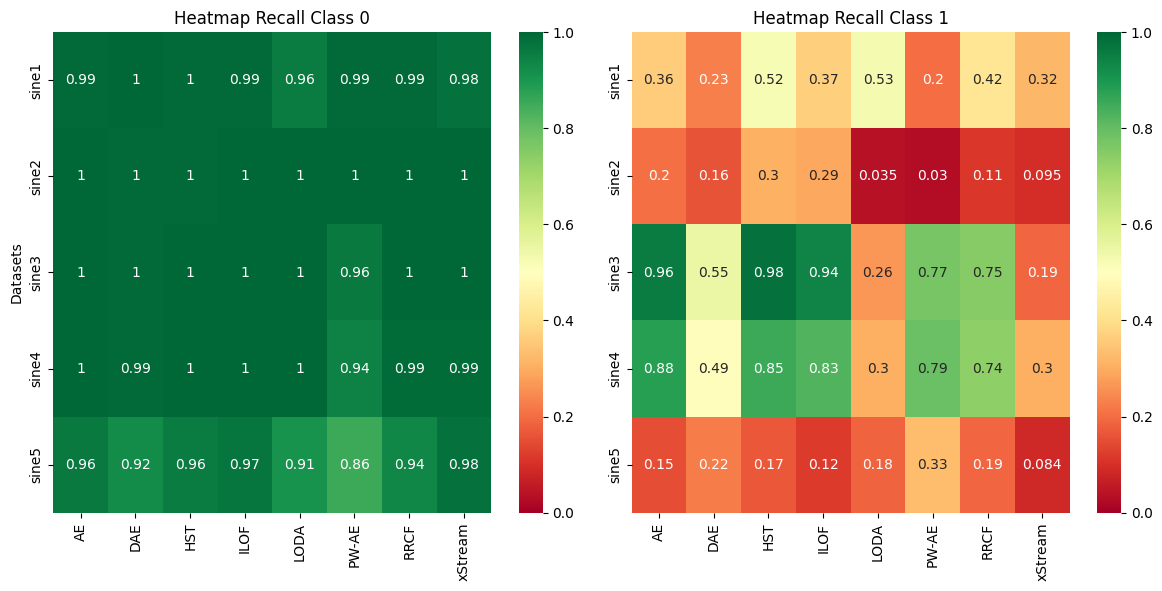 Heatmap Recall Class 0
sine1 0.99 1 1 0.99 0.96 0.99 0.99 0.98
sine2 1 1 1 1 1 1 1 1
sine3 1 1 1 1 1 0.96 1 1
sine4 1 0.99 1 1 1 0.94 0.99 0.99
sine5 0.96 0.92 0.96 0.97 0.91 0.86 0.94 0.98
Datasets
AE DAE HST ILOF LODA PW-AE RRCF xStream
1.0
0.8
0.6
0.4
0.2
0.0
Heatmap Recall Class 1
sine1 0.36 0.23 0.52 0.37 0.53 0.2 0.42 0.32
sine2 0.2 0.16 0.3 0.29 0.035 0.03 0.11 0.095
sine3 0.96 0.55 0.98 0.94 0.26 0.77 0.75 0.19
sine4 0.88 0.49 0.85 0.83 0.3 0.79 0.74 0.3
sine5 0.15 0.22 0.17 0.12 0.18 0.33 0.19 0.084
AE DAE HST ILOF LODA PW-AE RRCF xStream
1.0
0.8
0.6
0.4
0.2
0.0